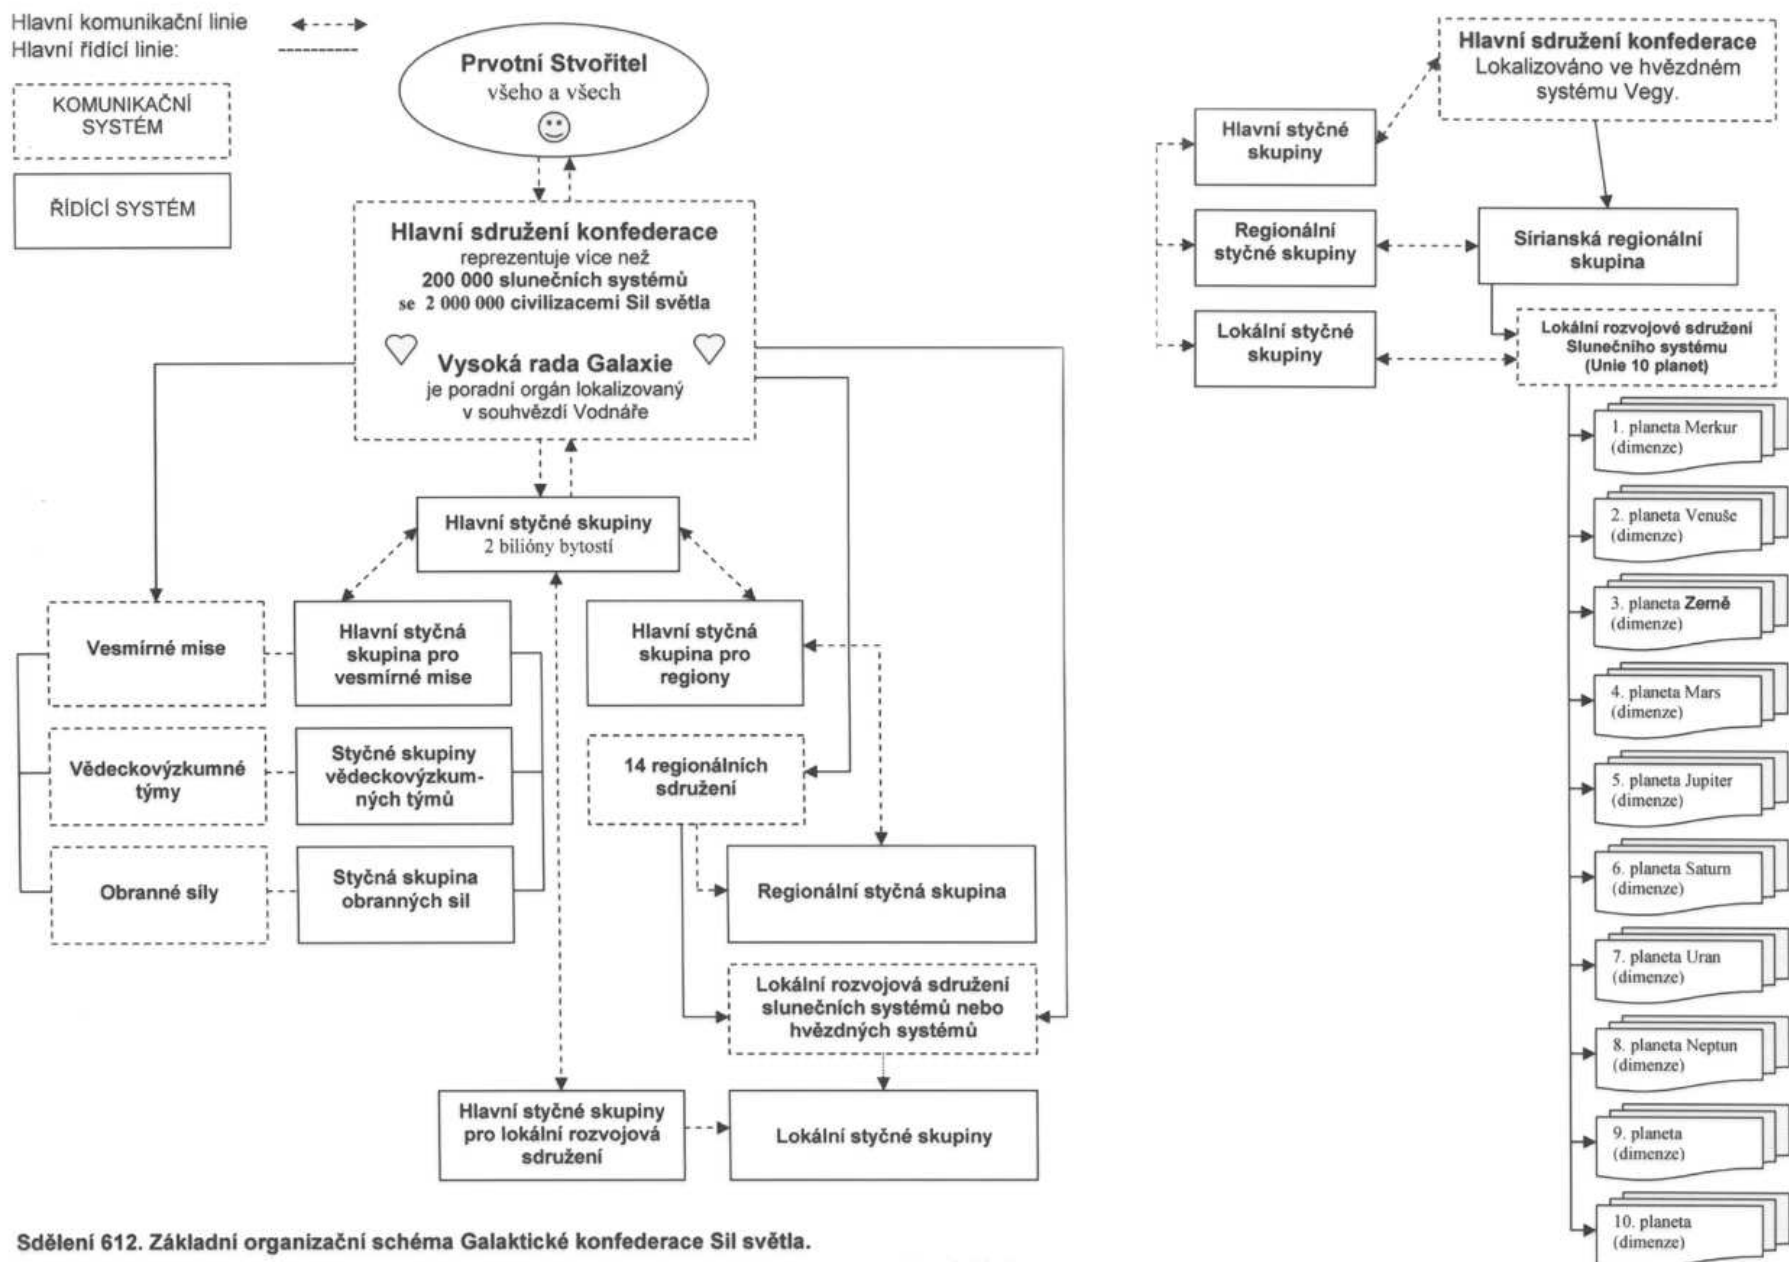 Hlavní komunikační linie
Hlavní řídící linie:
KOMUNIKAČNÍ
SYSTÉM
ŘÍDÍCÍ SYSTÉM
Prvotní Stvořitel
všeho a všech
Hlavní sdružení konfederace
reprezentuje více než
200 000 slunečních systémů
se 2 000 000 civilizacemi Sil světla
Vysoká rada Galaxie
je poradní orgán lokalizovaný
v souhvězdí Vodnáře
Hlavní styčné skupiny
2 bilióny bytostí
Vesmírné mise
Hlavní styčná
skupina pro
vesmírné mise
Hlavní styčná
skupina pro
regiony
Vědeckovýzkumné
týmy
Styčné skupiny
vědeckovýzkum-
ných týmů
14 regionálních
sdružení
Obranné síly
Styčná skupina
obranných sil
Regionální styčná skupina
Lokální rozvojová sdružení
slunečních systémů nebo
hvězdných systémů
Hlavní styčné skupiny
pro lokální rozvojová
sdružení
Lokální styčné skupiny
Sdělení 612. Základní organizační schéma Galaktické konfederace Sil světla.
Hlavní sdružení konfederace
Lokalizováno ve hvězdném
systému Vegy.
Hlavní styčné
skupiny
Regionální
styčné skupiny
Sírianská regionální
skupina
Lokální styčné
skupiny
Lokální rozvojové sdružení
Slunečního systému
(Unie 10 planet)
1. planeta Merkur
(dimenze)
2. planeta Venuše
(dimenze)
3. planeta Země
(dimenze)
4. planeta Mars
(dimenze)
5. planeta Jupiter
(dimenze)
6. planeta Saturn
(dimenze)
7. planeta Uran
(dimenze)
8. planeta Neptun
(dimenze)
9. planeta
(dimenze)
10. planeta
(dimenze)